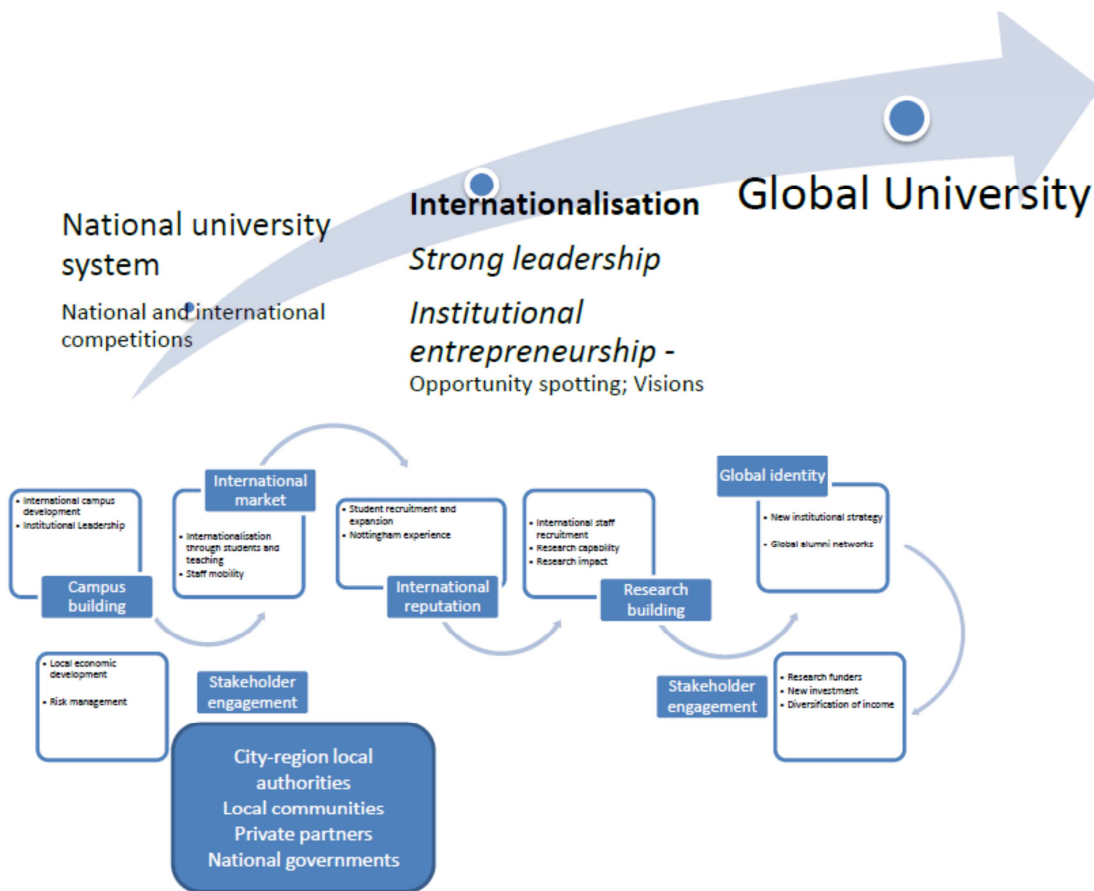 National university
system
National and international
competitions
Internationalisation
Strong leadership
Institutional
entrepreneurship -
Opportunity spotting; Visions
Global University
• International campus
development
• Institutional Leadership
Campus
building
International
market
• Internationalisation
through students and
teaching
• Staff mobility
• Student recruitment and
expansion
• Nottingham experience
International
reputation
• International staff
recruitment
• Research capability
• Research impact
Research
building
Global identity
• New institutional strategy
• Global alumni networks
• Local economic
development
• Risk management
Stakeholder
engagement
City-region local
authorities
Local communities
Private partners
National governments
Stakeholder
engagement
• Research funders
• New investment
• Diversification of income